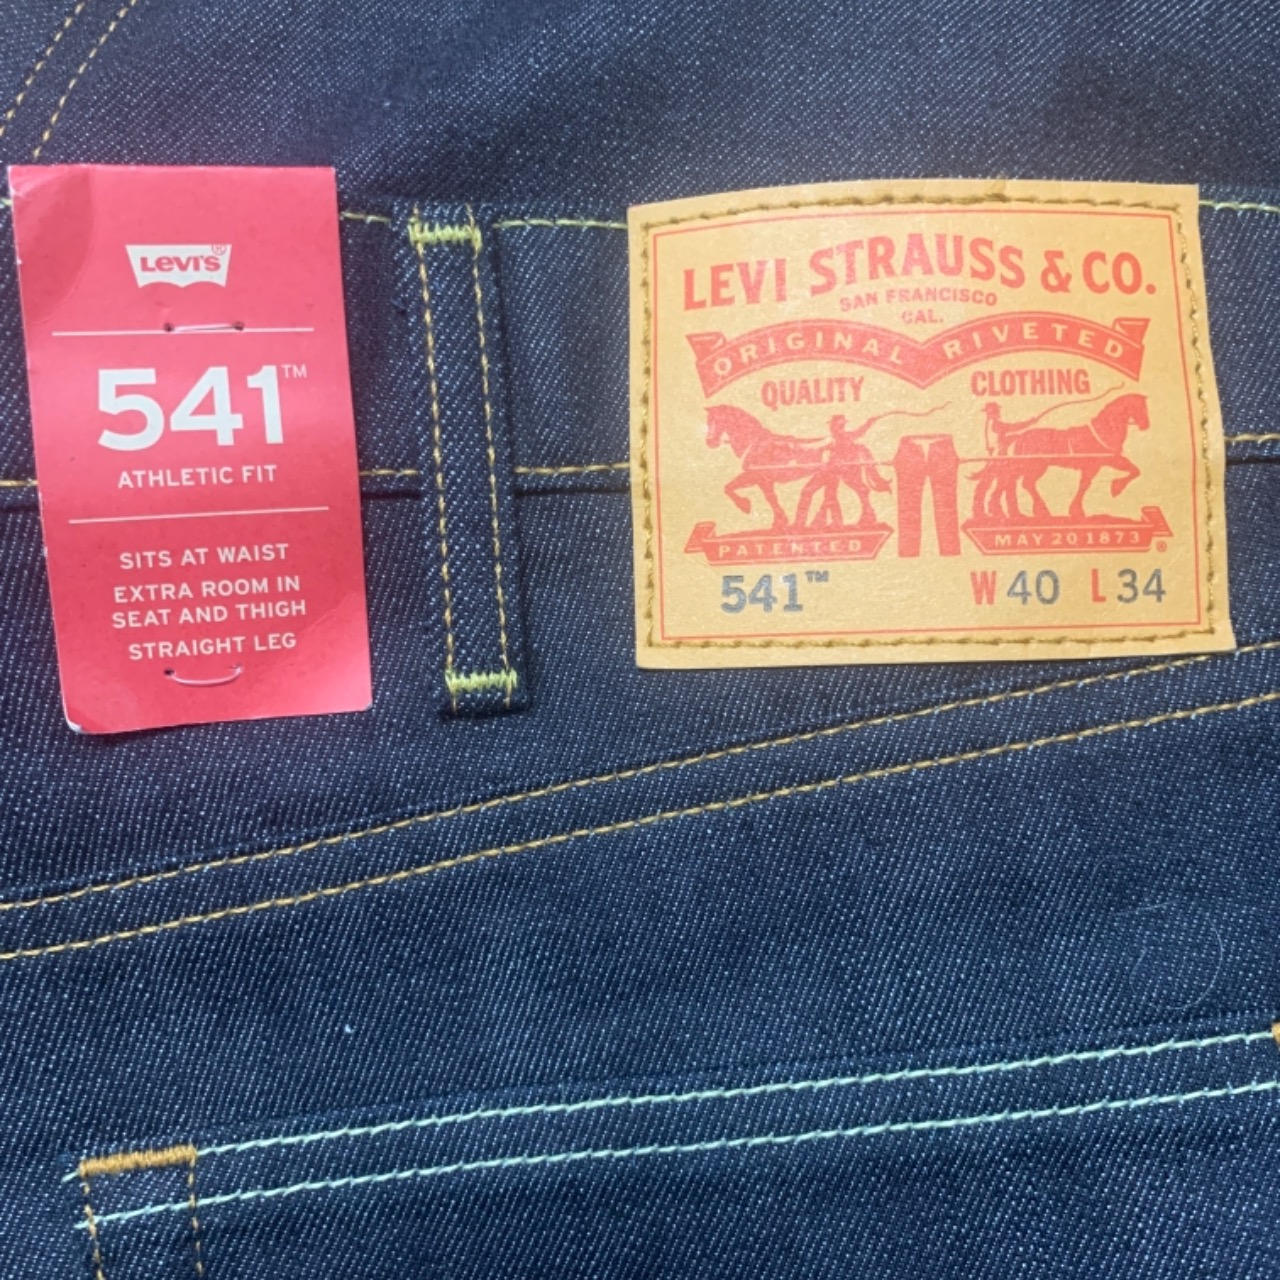 LEVI'S®
541™
ATHLETIC FIT
SITS AT WAIST
EXTRA ROOM IN
SEAT AND THIGH
STRAIGHT LEG
LEVI STRAUSS & CO.
SAN FRANCISCO
CAL.
ORIGINAL RIVETED
QUALITY CLOTHING
PATENTED MAY 20 1873 ®
541™ W 40 L 34